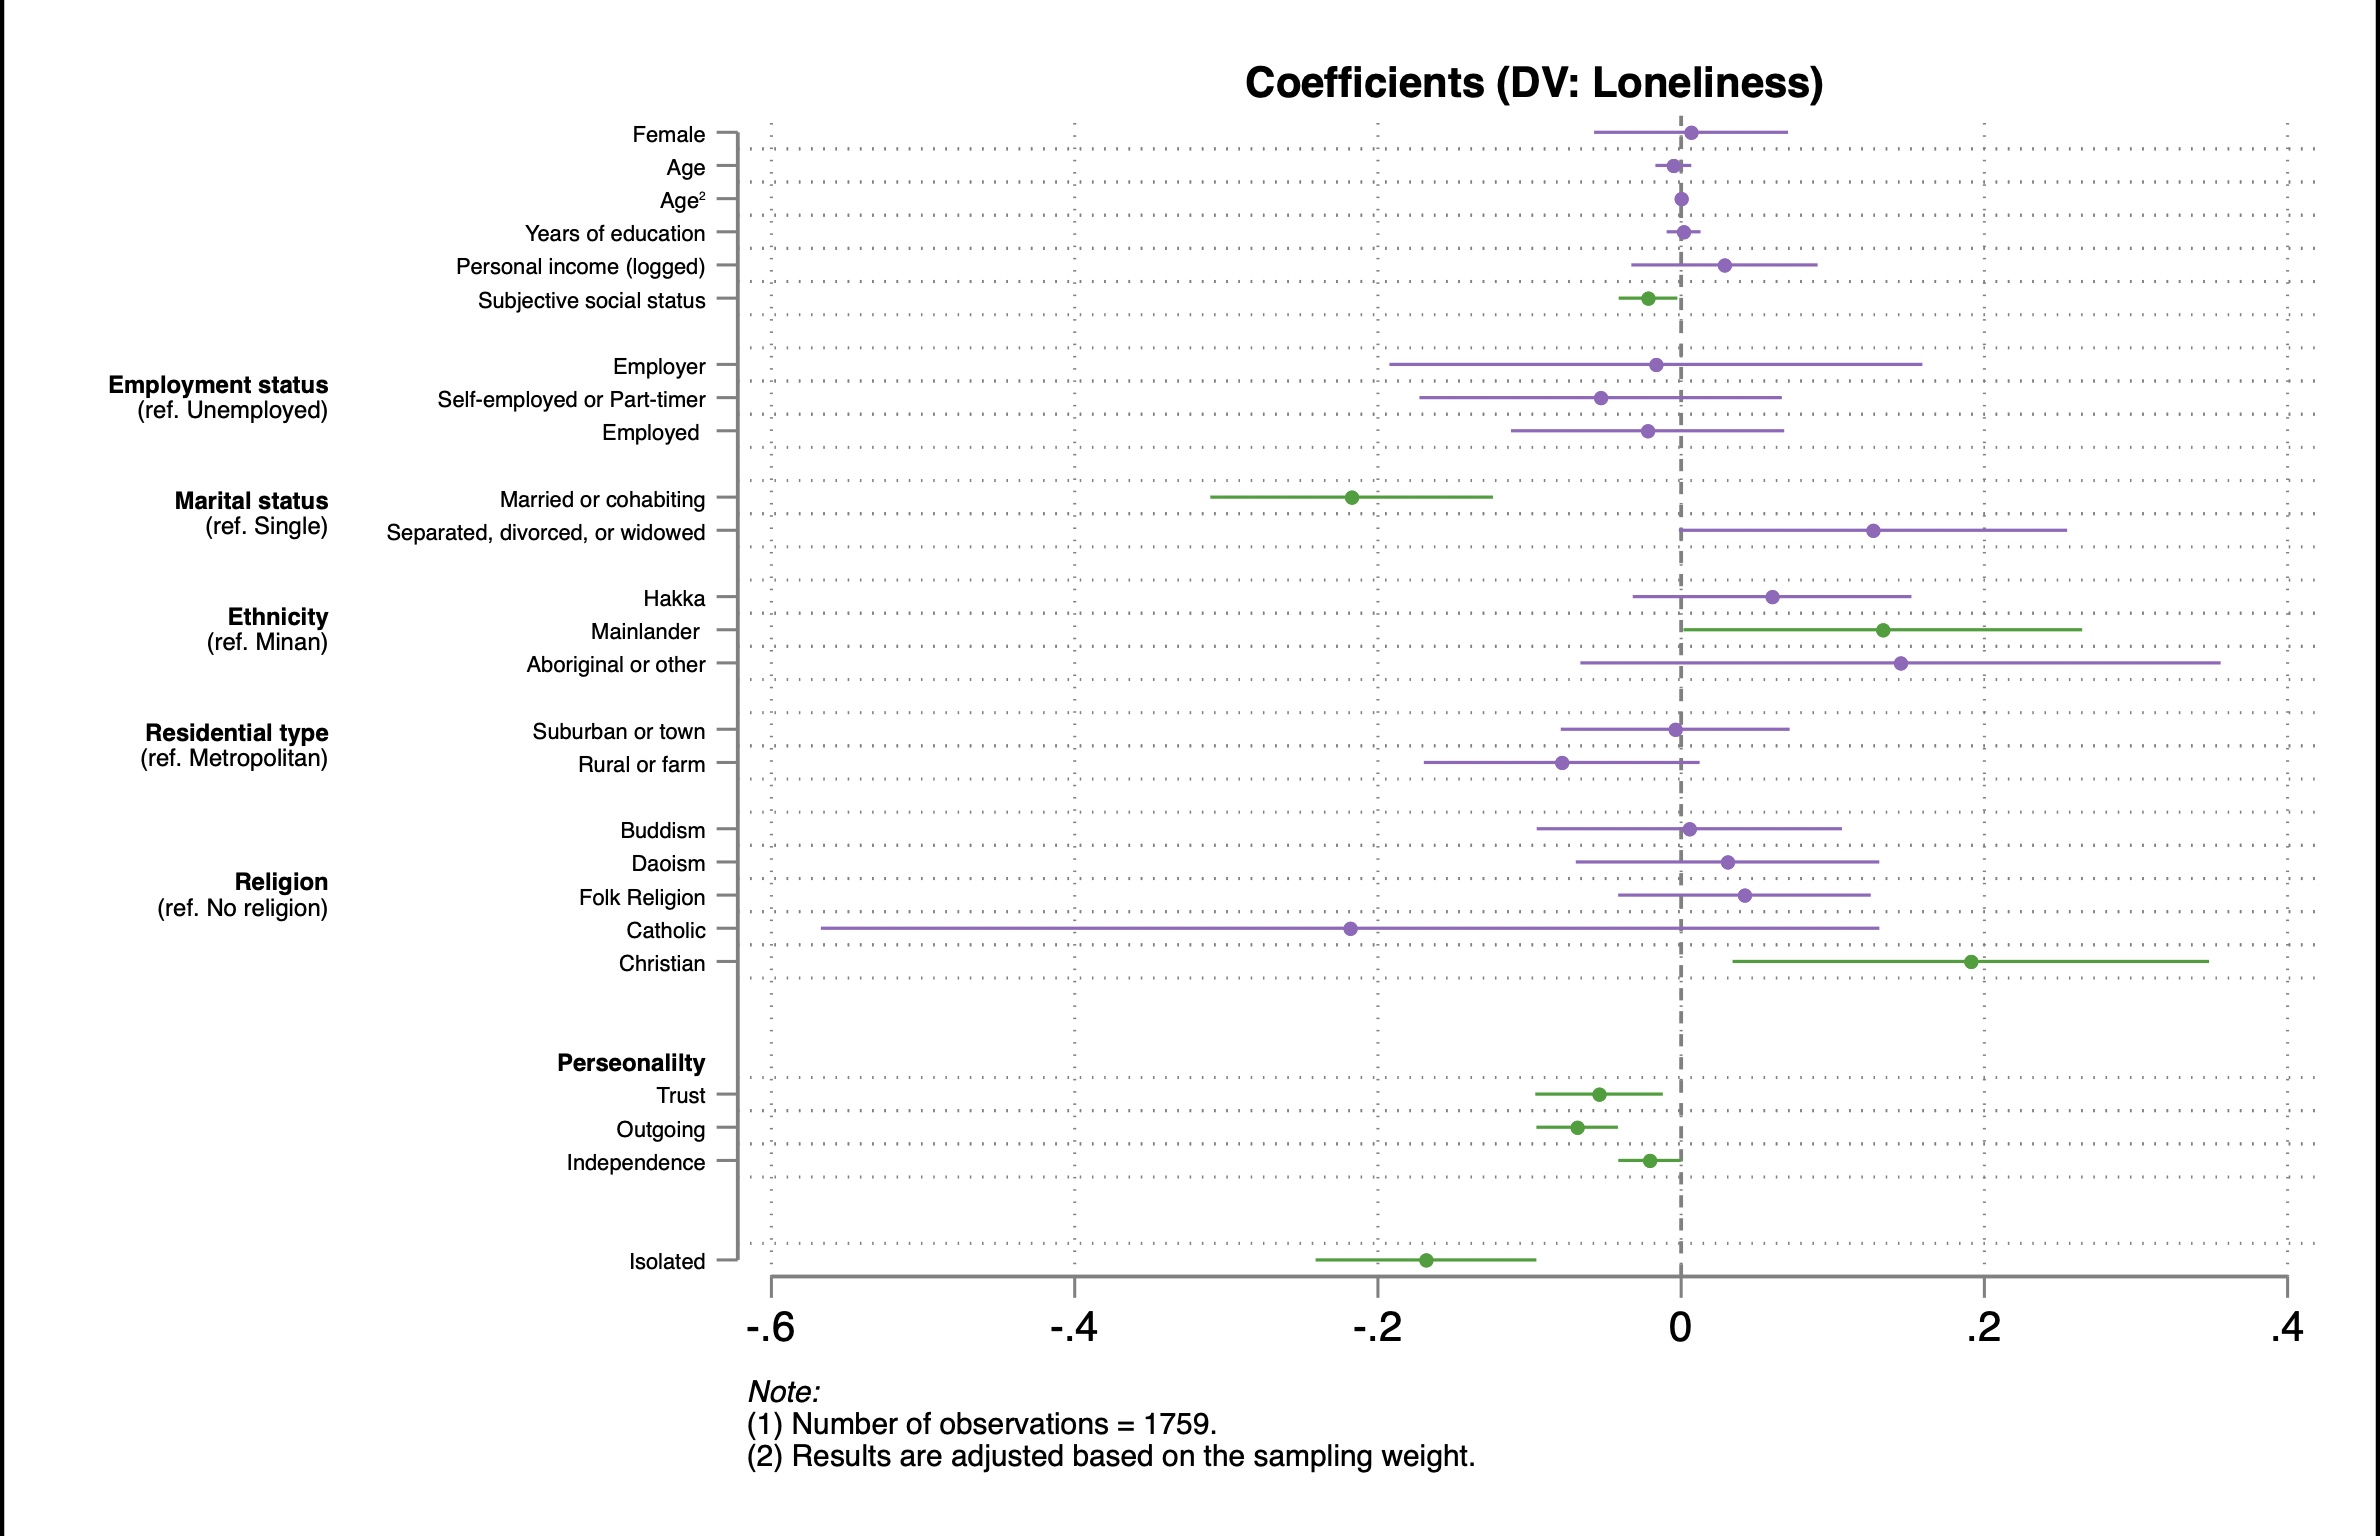 Coefficients (DV: Loneliness)
Female
Age
Age²
Years of education
Personal income (logged)
Subjective social status
Employment status
(ref. Unemployed)
Employer
Self-employed or Part-timer
Employed
Marital status
(ref. Single)
Married or cohabiting
Separated, divorced, or widowed
Ethnicity
(ref. Minan)
Hakka
Mainlander
Aboriginal or other
Residential type
(ref. Metropolitan)
Suburban or town
Rural or farm
Religion
(ref. No religion)
Buddism
Daoism
Folk Religion
Catholic
Christian
Perseonalilty
Trust
Outgoing
Independence
Isolated
-.6 -.4 -.2 0 .2 .4
Note:
(1) Number of observations = 1759.
(2) Results are adjusted based on the sampling weight.